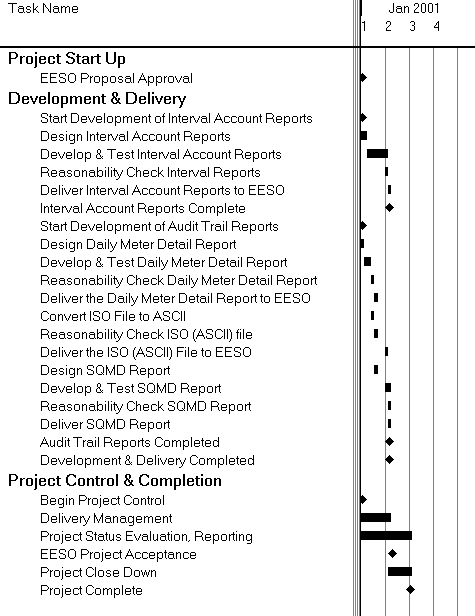 Task Name
Jan 2001
1 2 3 4
Project Start Up
EESO Proposal Approval
Development & Delivery
Start Development of Interval Account Reports
Design Interval Account Reports
Develop & Test Interval Account Reports
Reasonability Check Interval Reports
Deliver Interval Account Reports to EESO
Interval Account Reports Complete
Start Development of Audit Trail Reports
Design Daily Meter Detail Report
Develop & Test Daily Meter Detail Report
Reasonability Check Daily Meter Detail Report
Deliver the Daily Meter Detail Report to EESO
Convert ISO File to ASCII
Reasonability Check ISO (ASCII) file
Deliver the ISO (ASCII) File to EESO
Design SQMD Report
Develop & Test SQMD Report
Reasonability Check SQMD Report
Deliver SQMD Report
Audit Trail Reports Completed
Development & Delivery Completed
Project Control & Completion
Begin Project Control
Delivery Management
Project Status Evaluation, Reporting
EESO Project Acceptance
Project Close Down
Project Complete